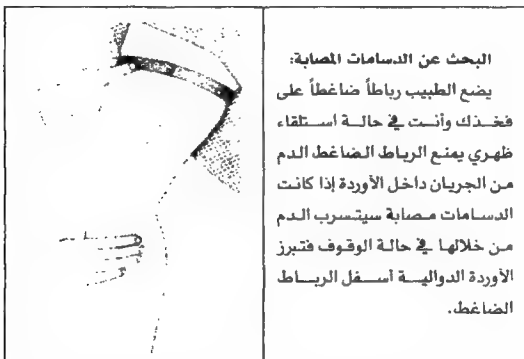 البحث عن الدسامات المصابة:
يضع الطبيب رباطاً ضاغطاً على
فخذك وأنت في حالة استلقاء
ظهري يمنع الرباط الضاغط الدم
من الجريان داخل الأوردة إذا كانت
الدسامات مصابة سيتسرب الدم
من خلالها في حالة الوقوف فتبرز
الأوردة الدوالية أسفل الرباط
الضاغط.